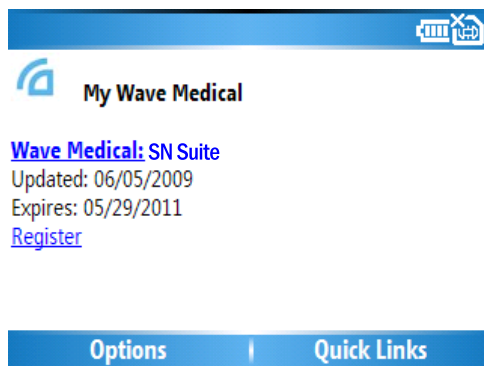 My Wave Medical
Wave Medical: SN Suite
Updated: 06/05/2009
Expires: 05/29/2011
Register
Options Quick Links